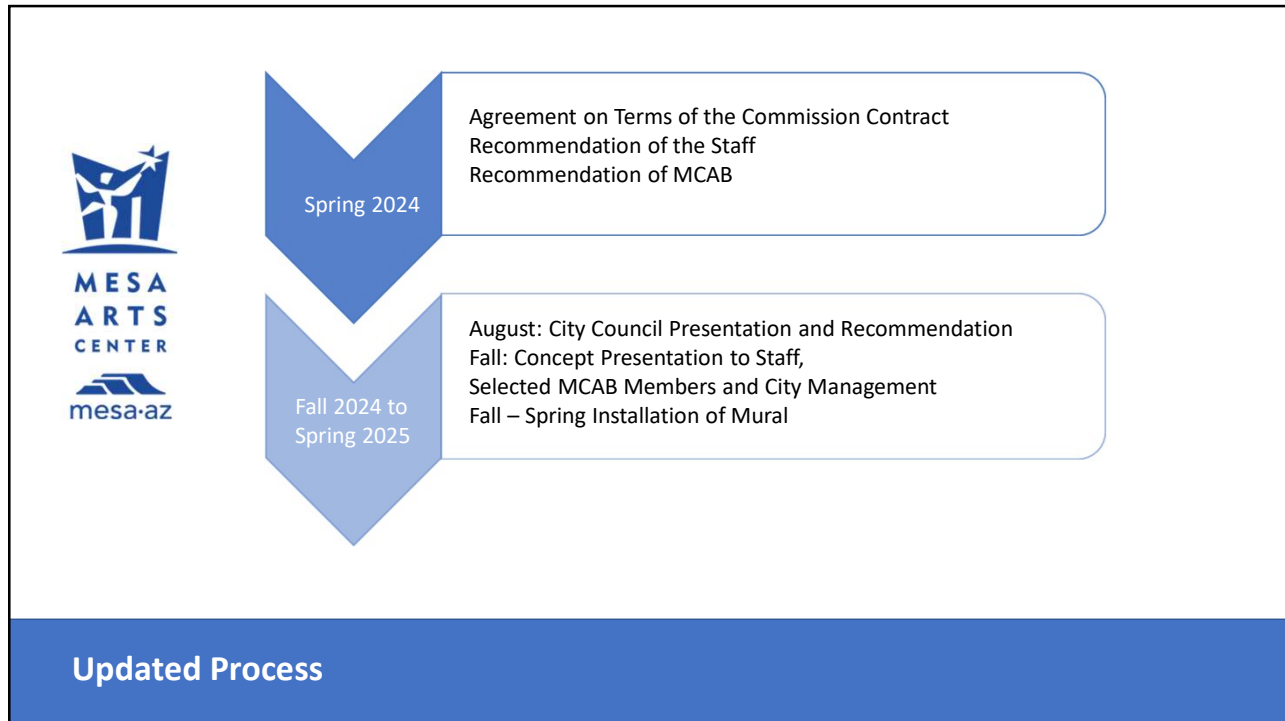 MESA
ARTS
CENTER
mesa·az
Spring 2024
Agreement on Terms of the Commission Contract
Recommendation of the Staff
Recommendation of MCAB
Fall 2024 to
Spring 2025
August: City Council Presentation and Recommendation
Fall: Concept Presentation to Staff,
Selected MCAB Members and City Management
Fall – Spring Installation of Mural
Updated Process